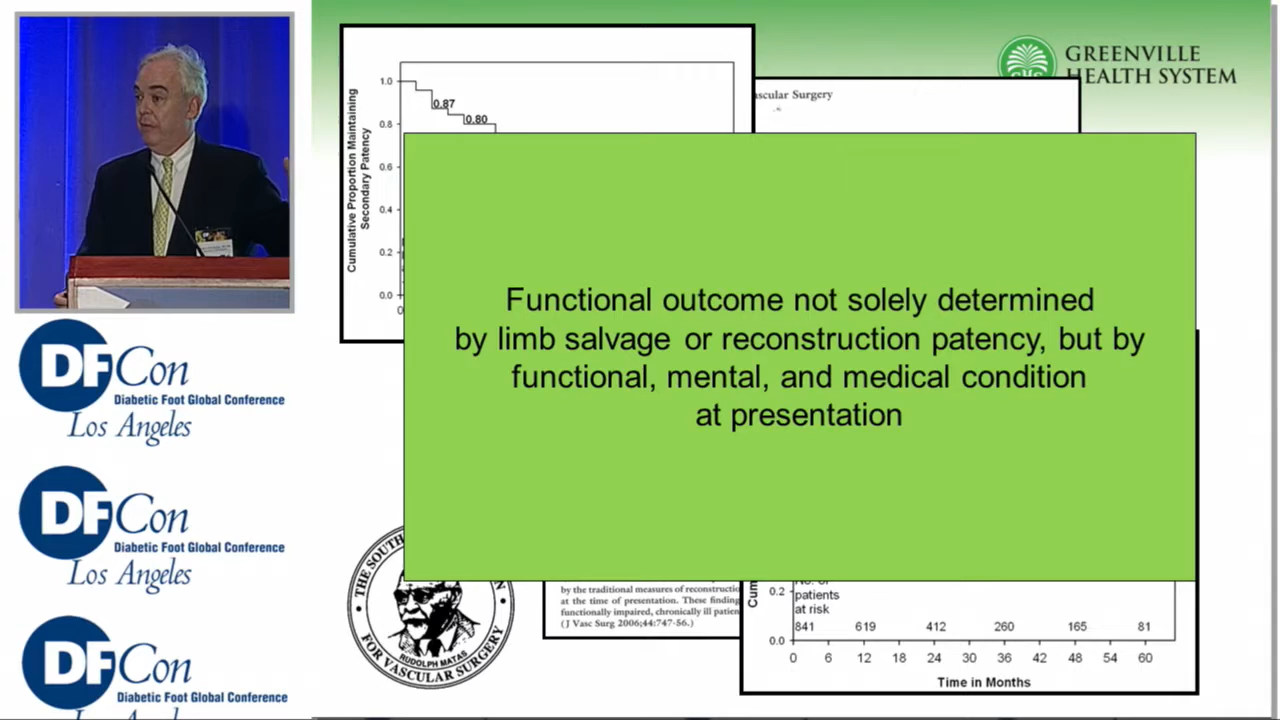 GREENVILLE
HEALTH SYSTEM
Cumulative Proportion Maintaining
Secondary Patency
1.0
0.8
0.6
0.4
0.2
0.0
0
0.87
0.80
Vascular Surgery
Functional outcome not solely determined
by limb salvage or reconstruction patency, but by
functional, mental, and medical condition
at presentation
DFCon
Diabetic Foot Global Conference
Los Angeles
DFCon
Diabetic Foot Global Conference
Los Angeles
DFCon
Diabetic Foot Global Conference
THE SOUTH
FOR VASCULAR SURGERY
RUDOLPH MATAS
by the traditional measures of reconstructio
at the time of presentation. These finding
functionally impaired, chronically ill patien
(J Vasc Surg 2006;44:747-56.)
Cum
0.2
0.0
No. of
patients
at risk
841 619 412 260 165 81
0 6 12 18 24 30 36 42 48 54 60
Time in Months